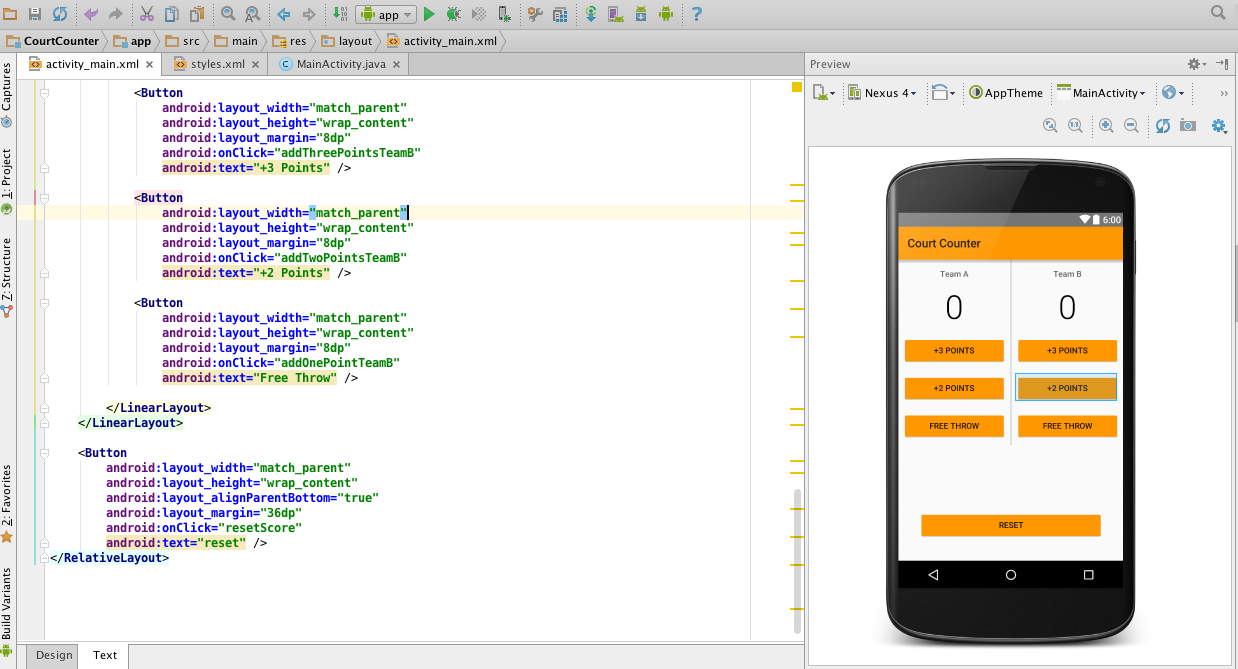 app
CourtCounter app src main res layout activity_main.xml
activity_main.xml styles.xml MainActivity.java
Captures
1: Project
Z: Structure
2: Favorites
Build Variants
<Button
android:layout_width="match_parent"
android:layout_height="wrap_content"
android:layout_margin="8dp"
android:onClick="addThreePointsTeamB"
android:text="+3 Points" />
<Button
android:layout_width="match_parent"
android:layout_height="wrap_content"
android:layout_margin="8dp"
android:onClick="addTwoPointsTeamB"
android:text="+2 Points" />
<Button
android:layout_width="match_parent"
android:layout_height="wrap_content"
android:layout_margin="8dp"
android:onClick="addOnePointTeamB"
android:text="Free Throw" />
</LinearLayout>
</LinearLayout>
<Button
android:layout_width="match_parent"
android:layout_height="wrap_content"
android:layout_alignParentBottom="true"
android:layout_margin="36dp"
android:onClick="resetScore"
android:text="reset" />
</RelativeLayout>
Design Text
Preview
Nexus 4 AppTheme MainActivity
6:00
Court Counter
Team A Team B
0 0
+3 POINTS +3 POINTS
+2 POINTS +2 POINTS
FREE THROW FREE THROW
RESET